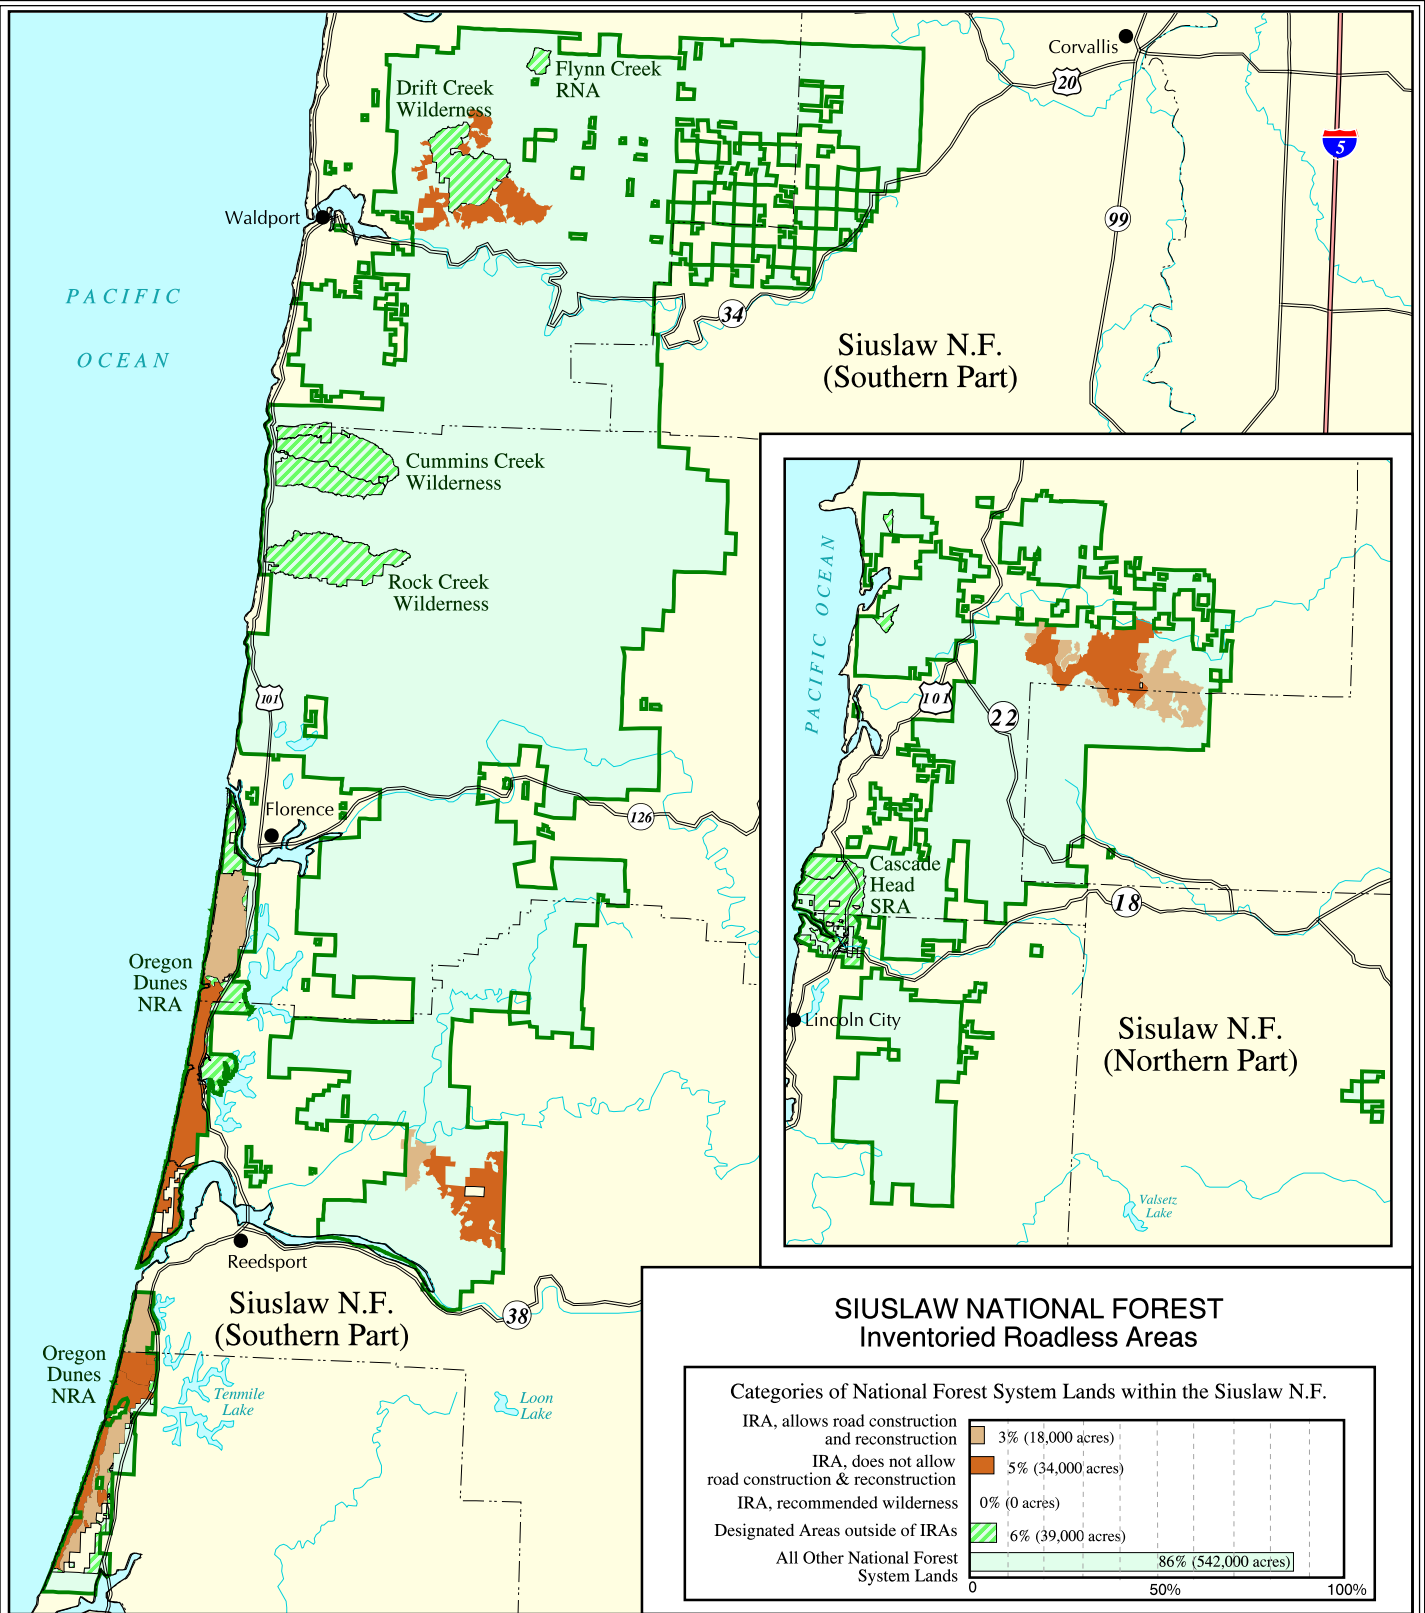 Corvallis
20
Flynn Creek
RNA
Drift Creek
Wilderness
5
99
Waldport
PACIFIC
OCEAN
34
Siuslaw N.F.
(Southern Part)
Cummins Creek
Wilderness
Rock Creek
Wilderness
101
Florence
126
Oregon
Dunes
NRA
Reedsport
38
Siuslaw N.F.
(Southern Part)
Oregon
Dunes
NRA
Tenmile
Lake
Loon
Lake
PACIFIC OCEAN
101
22
Cascade
Head
SRA
18
Lincoln City
Sisulaw N.F.
(Northern Part)
Valsetz
Lake
SIUSLAW NATIONAL FOREST
Inventoried Roadless Areas
Categories of National Forest System Lands within the Siuslaw N.F.
IRA, allows road construction
and reconstruction
3% (18,000 acres)
IRA, does not allow
road construction & reconstruction
5% (34,000 acres)
IRA, recommended wilderness
0% (0 acres)
Designated Areas outside of IRAs
6% (39,000 acres)
All Other National Forest
System Lands
86% (542,000 acres)
0
50%
100%